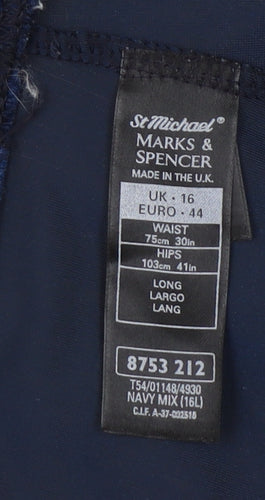 St Michael®
MARKS &
SPENCER
MADE IN THE U.K.
UK · 16
EURO · 44
WAIST
75cm 30in
HIPS
103cm 41in
LONG
LARGO
LANG
8753 212
T54/01148/4930
NAVY MIX (16L)
C.I.F. A-37-002518